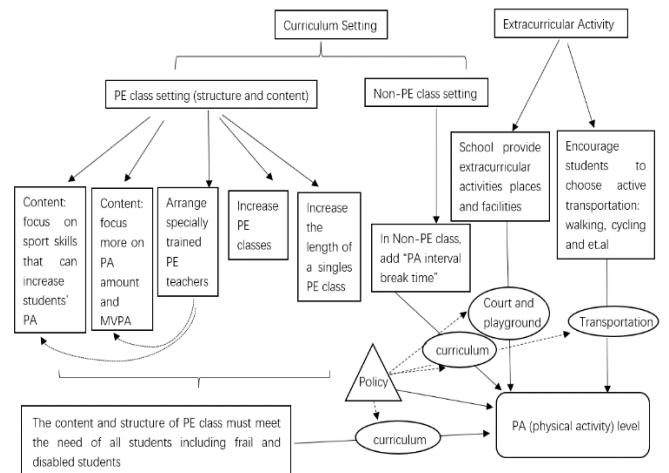 Curriculum Setting
Extracurricular Activity
PE class setting (structure and content)
Non-PE class setting
Content:
focus on
sport skills
that can
increase
students'
PA
Content:
focus
more on
PA
amount
and
MVPA
Arrange
specially
trained
PE
teachers
Increase
PE
classes
Increase
the
length of
a singles
PE class
In Non-PE class,
add "PA interval
break time"
School provide
extracurricular
activities places
and facilities
Encourage
students to
choose active
transportation:
walking, cycling
and et.al
Court and
playground
Transportation
curriculum
Policy
The content and structure of PE class must meet
the need of all students including frail and
disabled students
curriculum
PA (physical activity) level